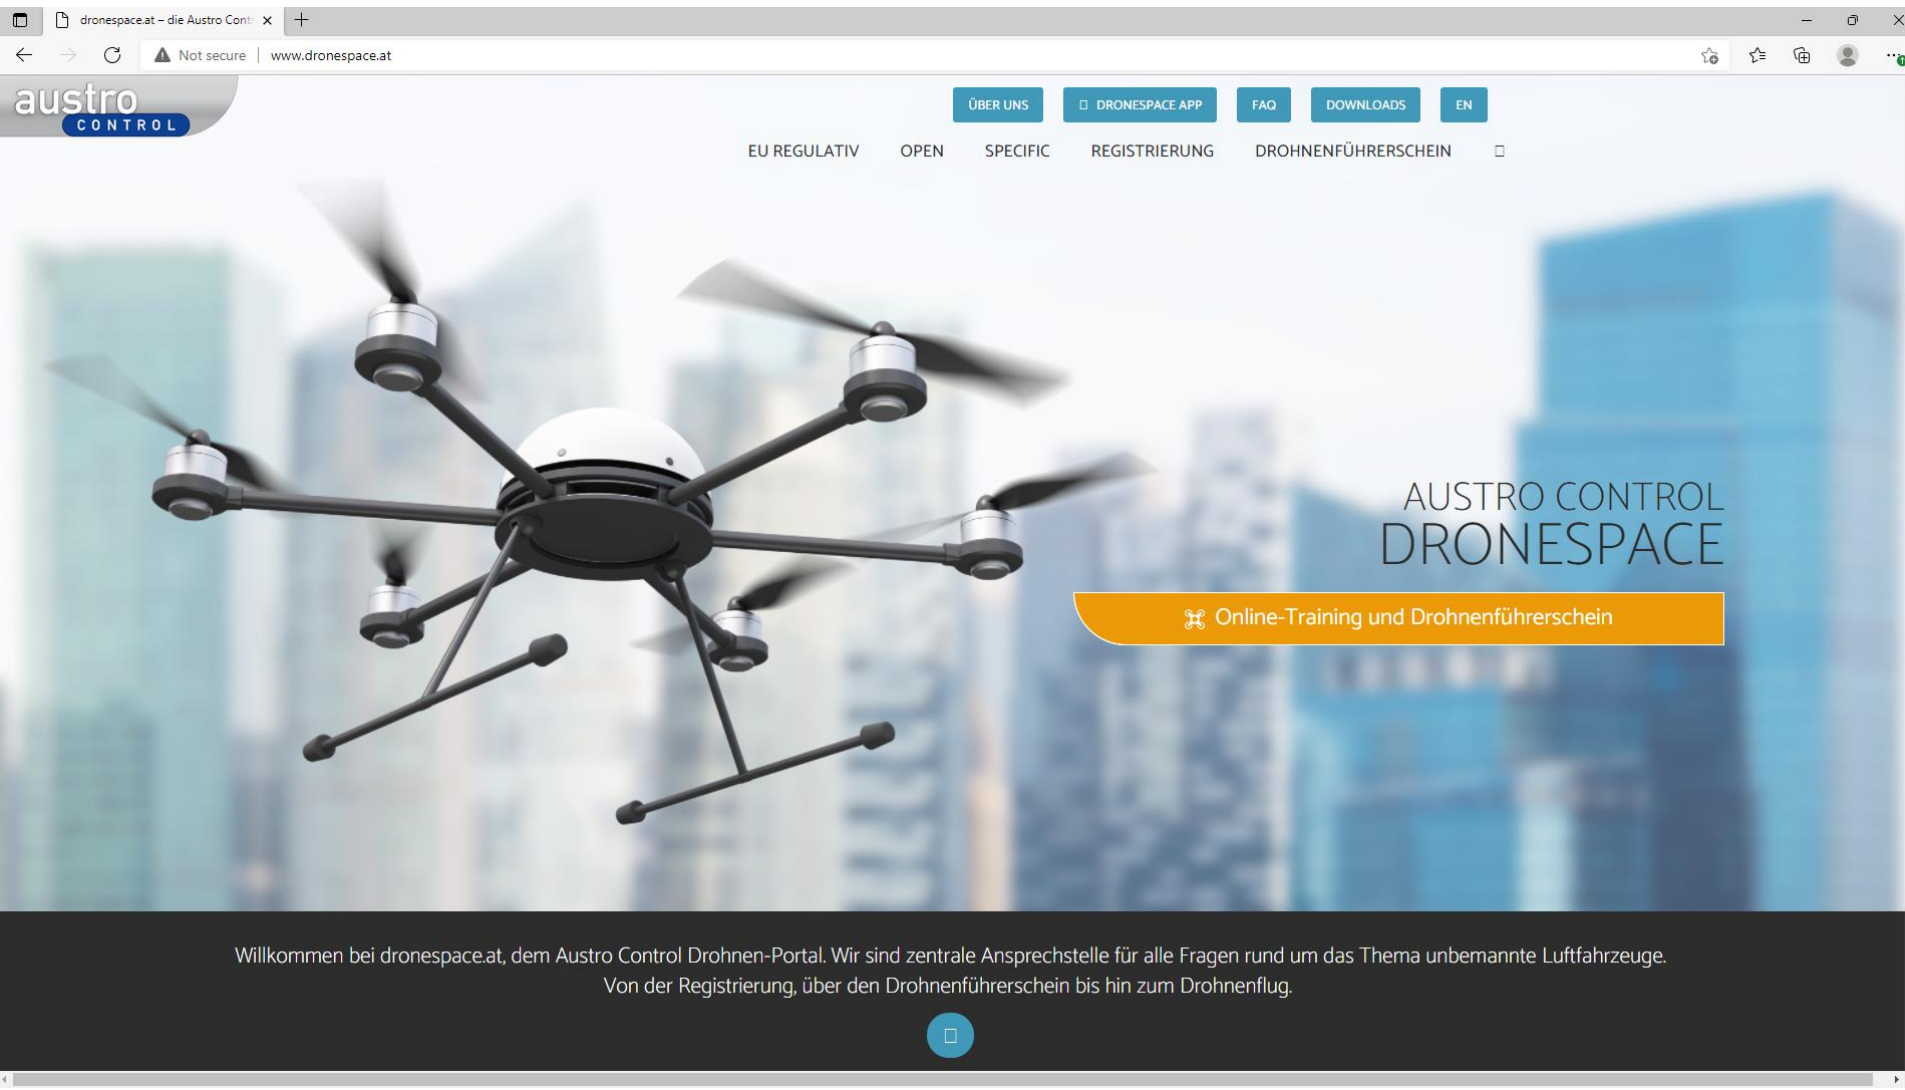 dronespace.at – die Austro Cont
Not secure
www.dronespace.at
austro
CONTROL
ÜBER UNS
DRONESPACE APP
FAQ
DOWNLOADS
EN
EU REGULATIV
OPEN
SPECIFIC
REGISTRIERUNG
DROHNENFÜHRERSCHEIN
AUSTRO CONTROL
DRONESPACE
Online-Training und Drohnenführerschein
Willkommen bei dronespace.at, dem Austro Control Drohnen-Portal. Wir sind zentrale Ansprechstelle für alle Fragen rund um das Thema unbemannte Luftfahrzeuge.
Von der Registrierung, über den Drohnenführerschein bis hin zum Drohnenflug.